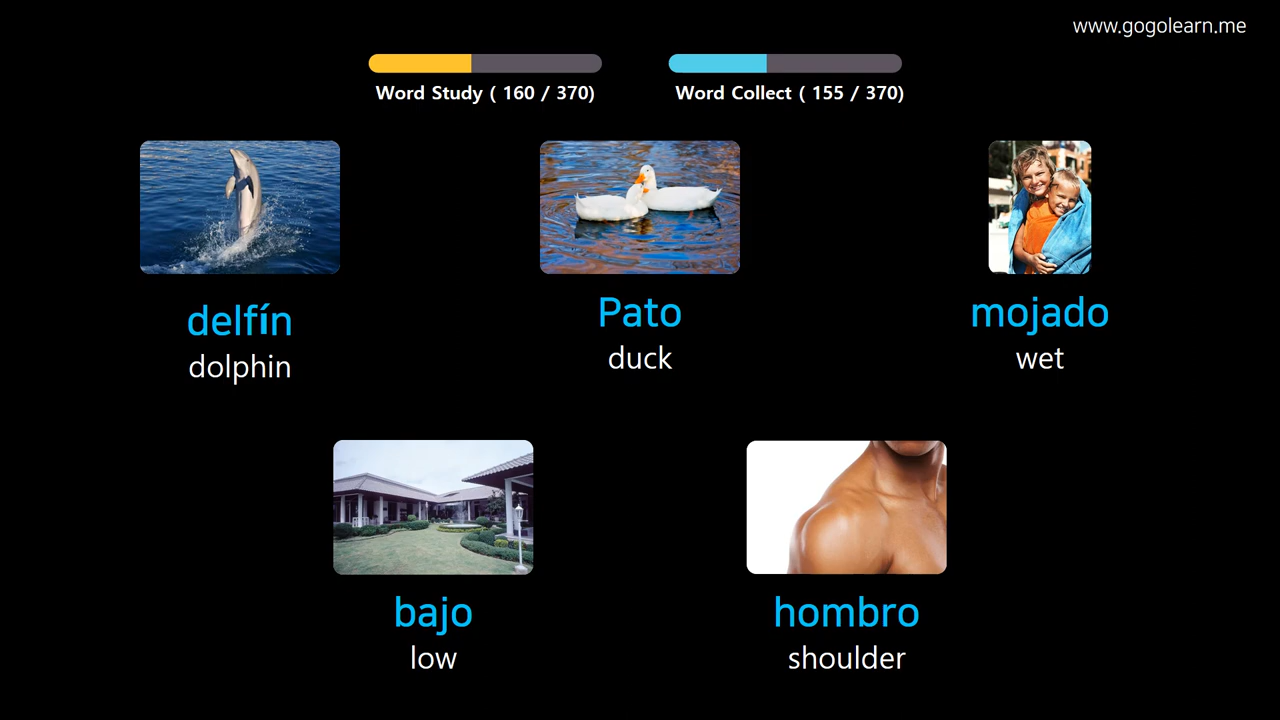 www.gogolearn.me
Word Study ( 160 / 370)
Word Collect ( 155 / 370)
delfín
dolphin
Pato
duck
mojado
wet
bajo
low
hombro
shoulder